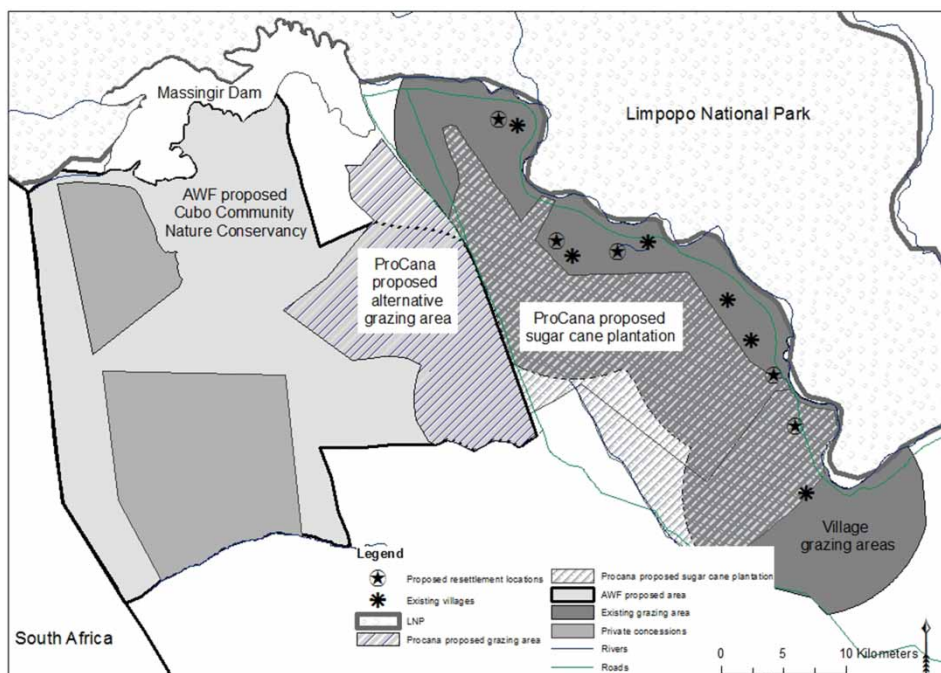 Massingir Dam
Limpopo National Park
AWF proposed
Cubo Community
Nature Conservancy
ProCana
proposed
alternative
grazing area
ProCana proposed
sugar cane plantation
Village
grazing areas
South Africa
Legend
Proposed resettlement locations
Existing villages
LNP
Procana proposed grazing area
Procana proposed sugar cane plantation
AWF proposed area
Existing grazing area
Private concessions
Rivers
Roads
0 5 10 Kilometers